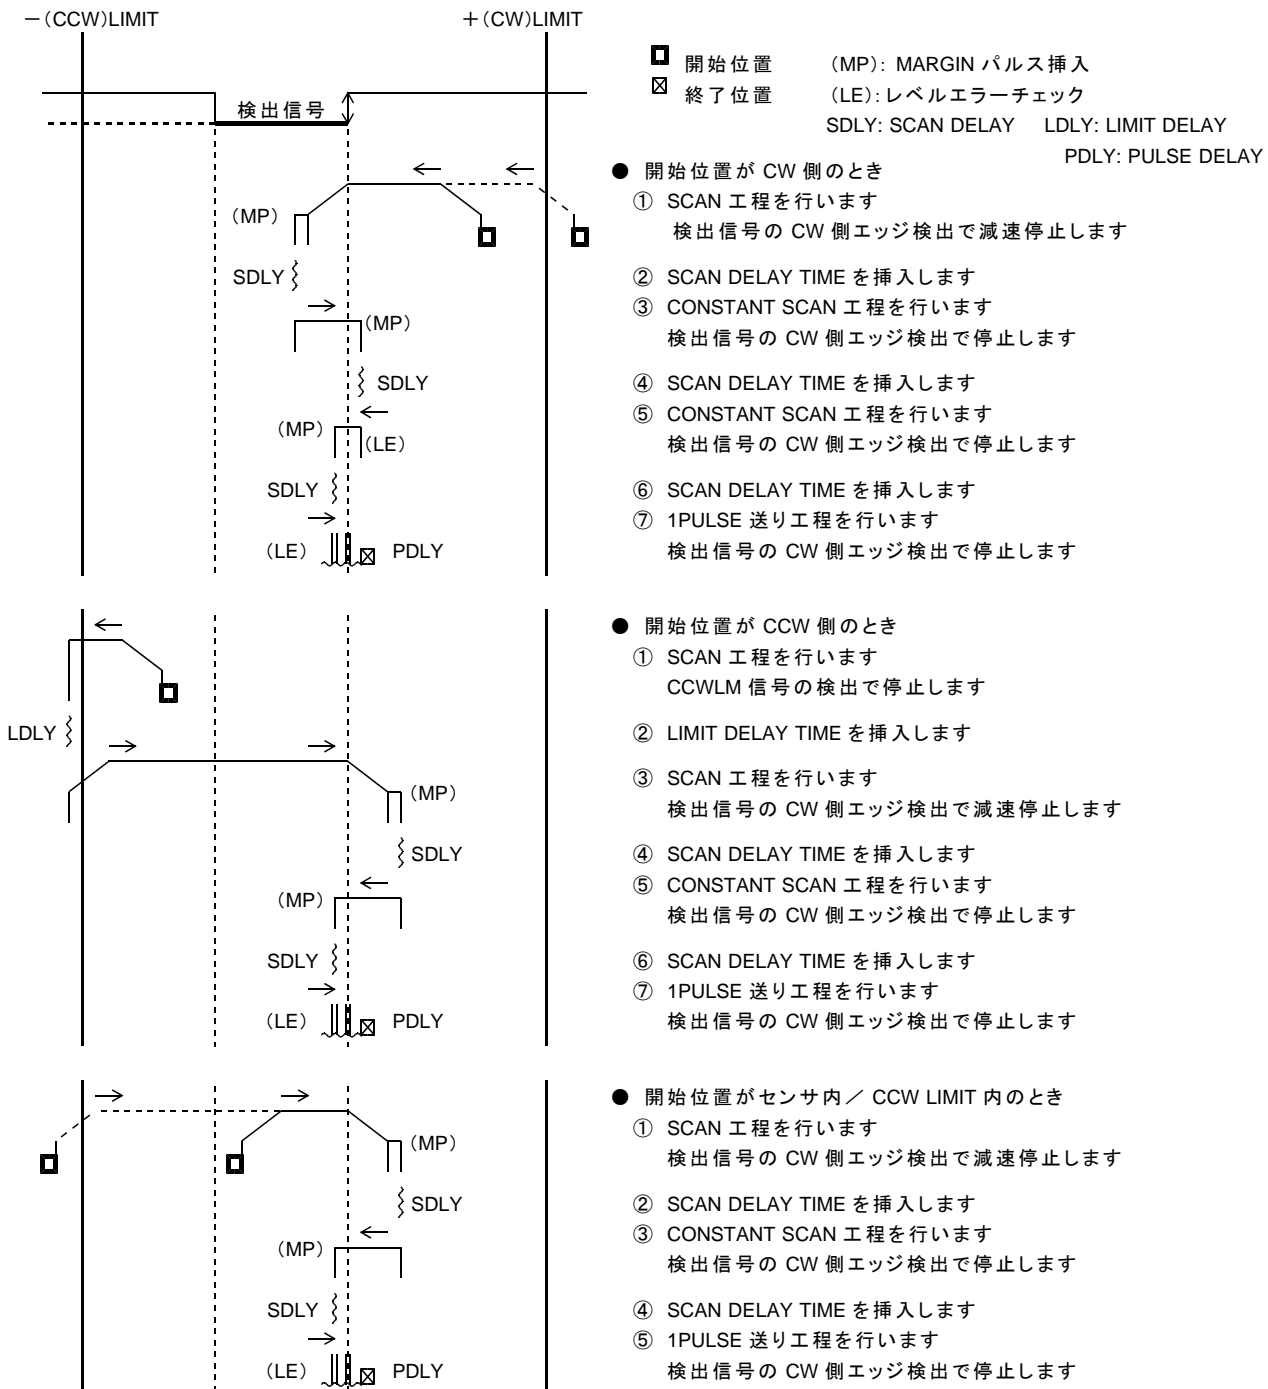 －(CCW)LIMIT
＋(CW)LIMIT
開始位置 (MP): MARGIN パルス挿入
終了位置 (LE):レベルエラーチェック
SDLY: SCAN DELAY LDLY: LIMIT DELAY
PDLY: PULSE DELAY
検出信号
(MP)
SDLY
(MP)
SDLY
(MP)
(LE)
SDLY
(LE)
PDLY
● 開始位置が CW 側のとき
① SCAN 工程を行います
検出信号の CW 側エッジ検出で減速停止します
② SCAN DELAY TIME を挿入します
③ CONSTANT SCAN 工程を行います
検出信号の CW 側エッジ検出で停止します
④ SCAN DELAY TIME を挿入します
⑤ CONSTANT SCAN 工程を行います
検出信号の CW 側エッジ検出で停止します
⑥ SCAN DELAY TIME を挿入します
⑦ 1PULSE 送り工程を行います
検出信号の CW 側エッジ検出で停止します
LDLY
(MP)
SDLY
(MP)
SDLY
(LE)
PDLY
● 開始位置が CCW 側のとき
① SCAN 工程を行います
CCWLM 信号の検出で停止します
② LIMIT DELAY TIME を挿入します
③ SCAN 工程を行います
検出信号の CW 側エッジ検出で減速停止します
④ SCAN DELAY TIME を挿入します
⑤ CONSTANT SCAN 工程を行います
検出信号の CW 側エッジ検出で停止します
⑥ SCAN DELAY TIME を挿入します
⑦ 1PULSE 送り工程を行います
検出信号の CW 側エッジ検出で停止します
(MP)
SDLY
(MP)
SDLY
(LE)
PDLY
● 開始位置がセンサ内／ CCW LIMIT 内のとき
① SCAN 工程を行います
検出信号の CW 側エッジ検出で減速停止します
② SCAN DELAY TIME を挿入します
③ CONSTANT SCAN 工程を行います
検出信号の CW 側エッジ検出で停止します
④ SCAN DELAY TIME を挿入します
⑤ 1PULSE 送り工程を行います
検出信号の CW 側エッジ検出で停止します